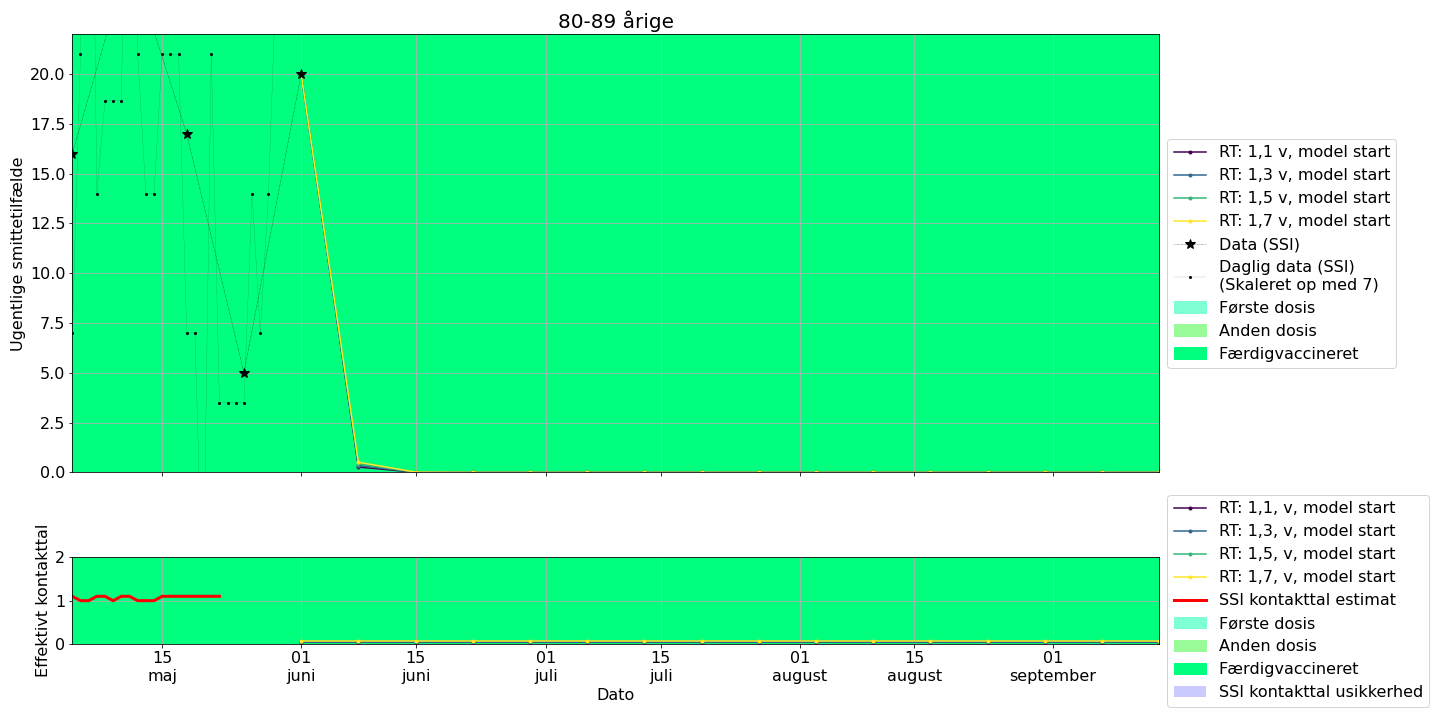 80-89 årige
Ugentlige smittetilfælde
20.0
17.5
15.0
12.5
10.0
7.5
5.0
2.5
0.0
RT: 1,1 v, model start
RT: 1,3 v, model start
RT: 1,5 v, model start
RT: 1,7 v, model start
Data (SSI)
Daglig data (SSI)
(Skaleret op med 7)
Første dosis
Anden dosis
Færdigvaccineret
Effektivt kontakttal
2
1
0
15
maj
01
juni
15
juni
01
juli
15
juli
01
august
15
august
01
september
Dato
RT: 1,1, v, model start
RT: 1,3, v, model start
RT: 1,5, v, model start
RT: 1,7, v, model start
SSI kontakttal estimat
Første dosis
Anden dosis
Færdigvaccineret
SSI kontakttal usikkerhed